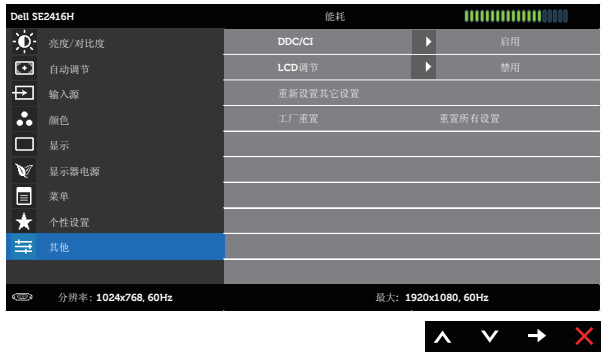 Dell SE2416H 能耗
亮度/对比度 DDC/CI 启用
自动调节 LCD调节 禁用
输入源 重新设置其它设置
颜色 工厂重置 重置所有设置
显示
显示器电源
菜单
个性设置
其他
分辨率: 1024x768, 60Hz 最大: 1920x1080, 60Hz